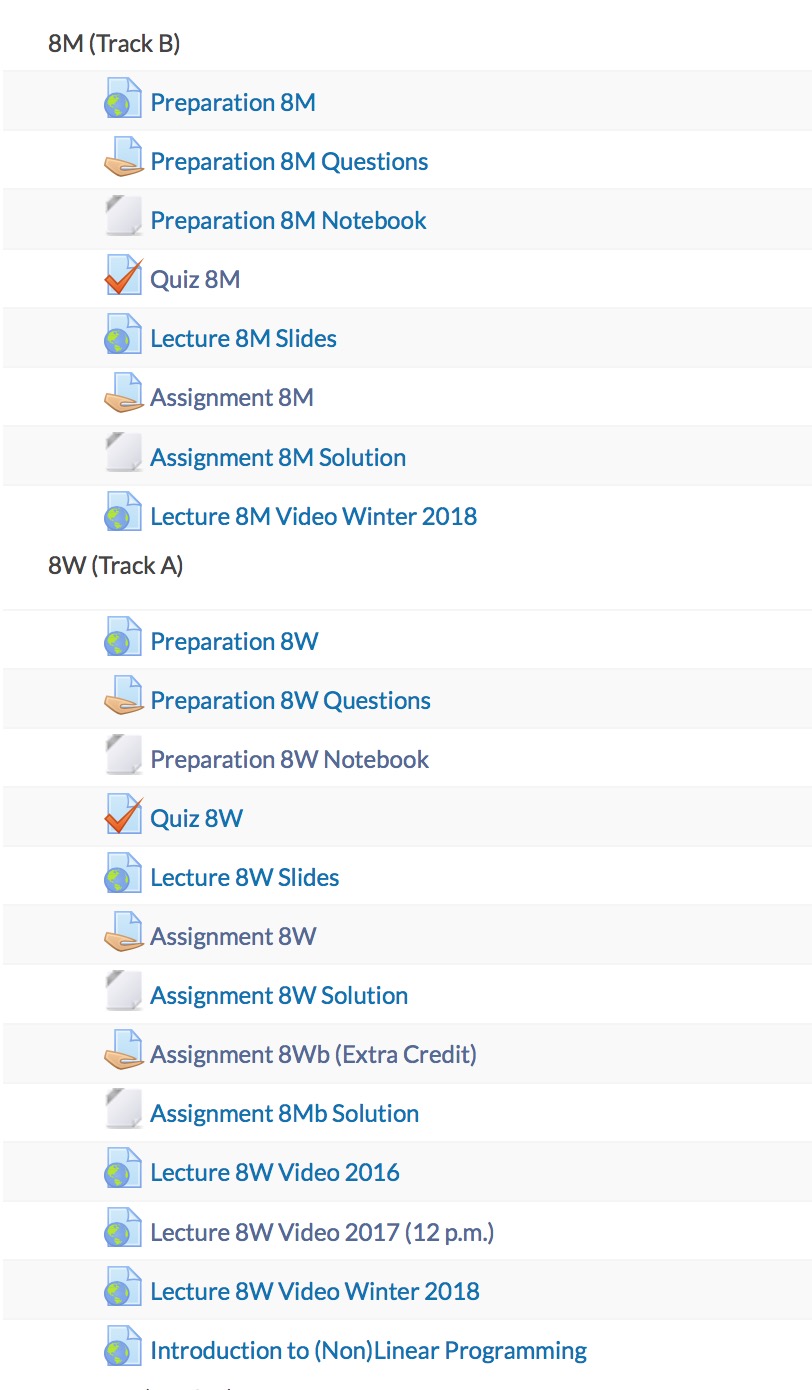 8M (Track B)
Preparation 8M
Preparation 8M Questions
Preparation 8M Notebook
Quiz 8M
Lecture 8M Slides
Assignment 8M
Assignment 8M Solution
Lecture 8M Video Winter 2018
8W (Track A)
Preparation 8W
Preparation 8W Questions
Preparation 8W Notebook
Quiz 8W
Lecture 8W Slides
Assignment 8W
Assignment 8W Solution
Assignment 8Wb (Extra Credit)
Assignment 8Mb Solution
Lecture 8W Video 2016
Lecture 8W Video 2017 (12 p.m.)
Lecture 8W Video Winter 2018
Introduction to (Non)Linear Programming